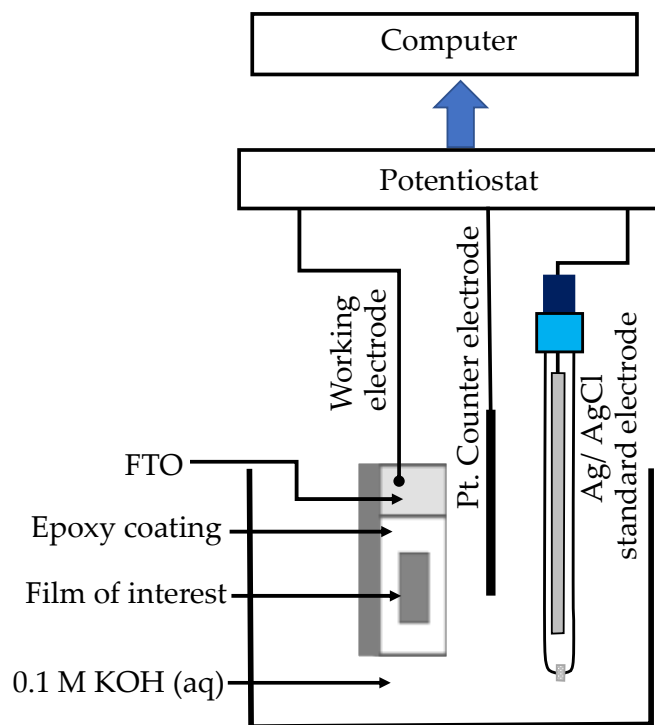 Computer
Potentiostat
Working
electrode
Pt. Counter electrode
Ag/ AgCl
standard electrode
FTO
Epoxy coating
Film of interest
0.1 M KOH (aq)